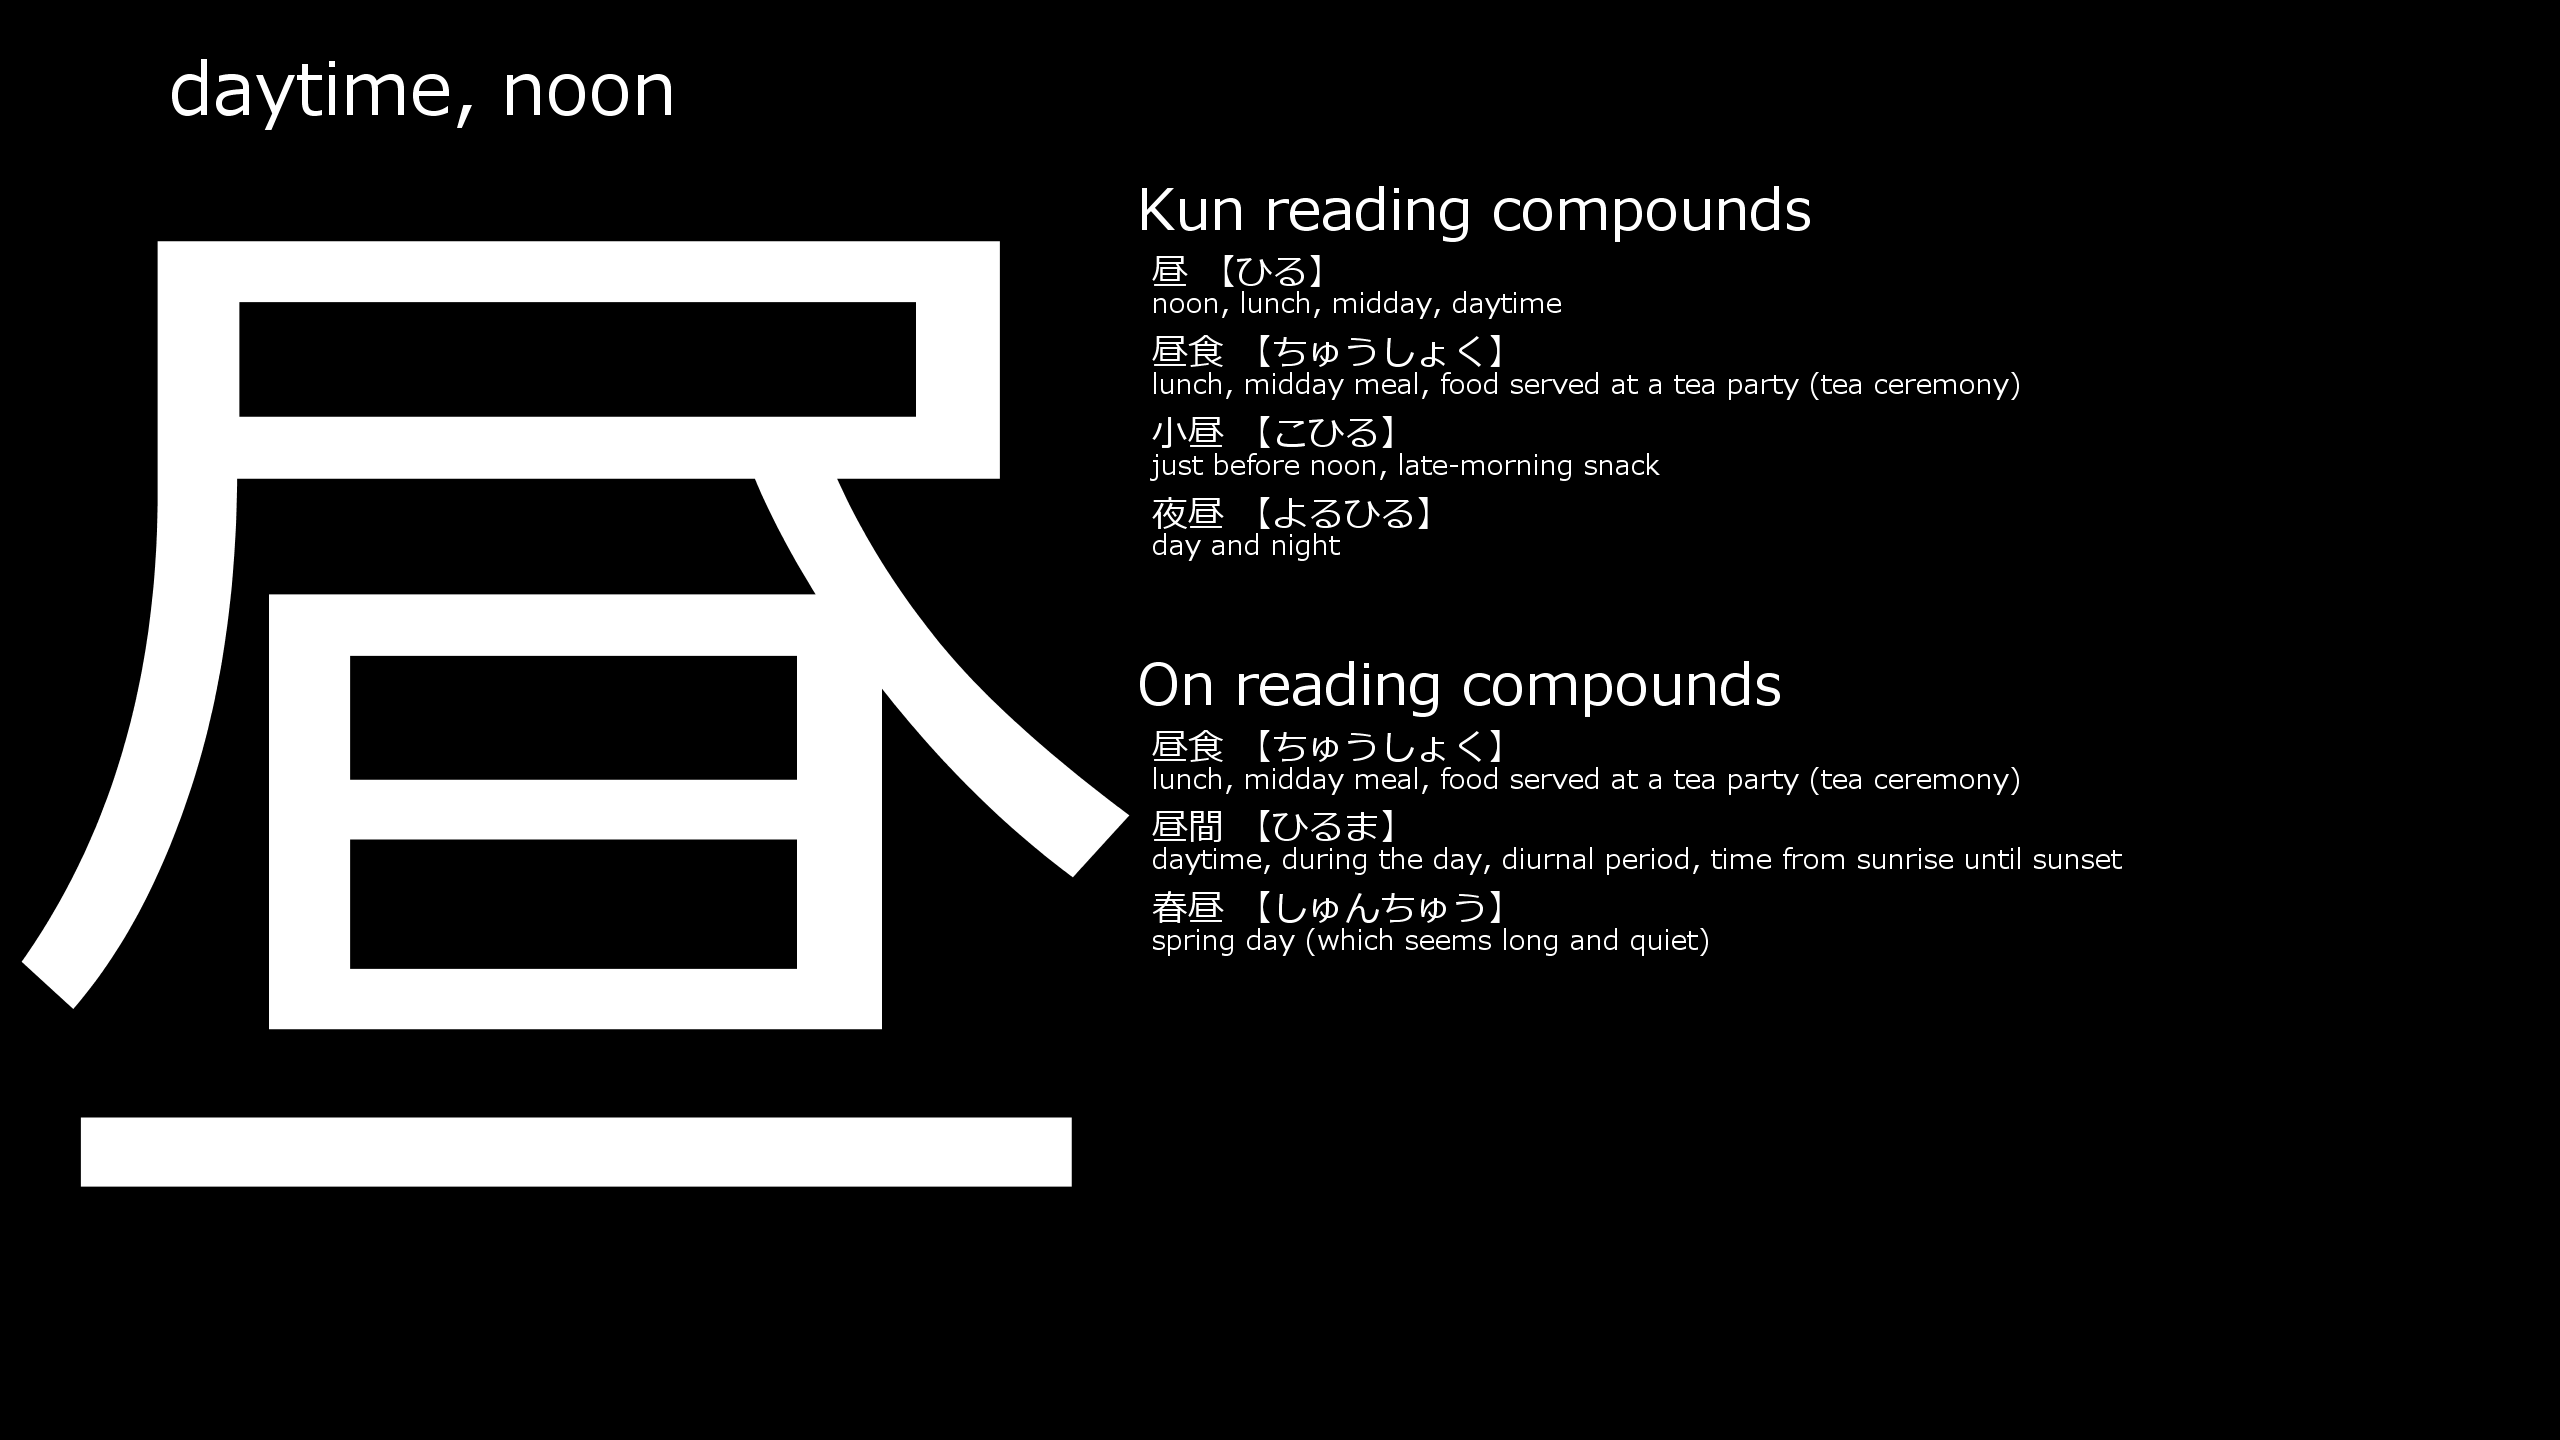 daytime, noon
昼
Kun reading compounds
昼 【ひる】
noon, lunch, midday, daytime
昼食 【ちゅうしょく】
lunch, midday meal, food served at a tea party (tea ceremony)
小昼 【こひる】
just before noon, late-morning snack
夜昼 【よるひる】
day and night
On reading compounds
昼食 【ちゅうしょく】
lunch, midday meal, food served at a tea party (tea ceremony)
昼間 【ひるま】
daytime, during the day, diurnal period, time from sunrise until sunset
春昼 【しゅんちゅう】
spring day (which seems long and quiet)